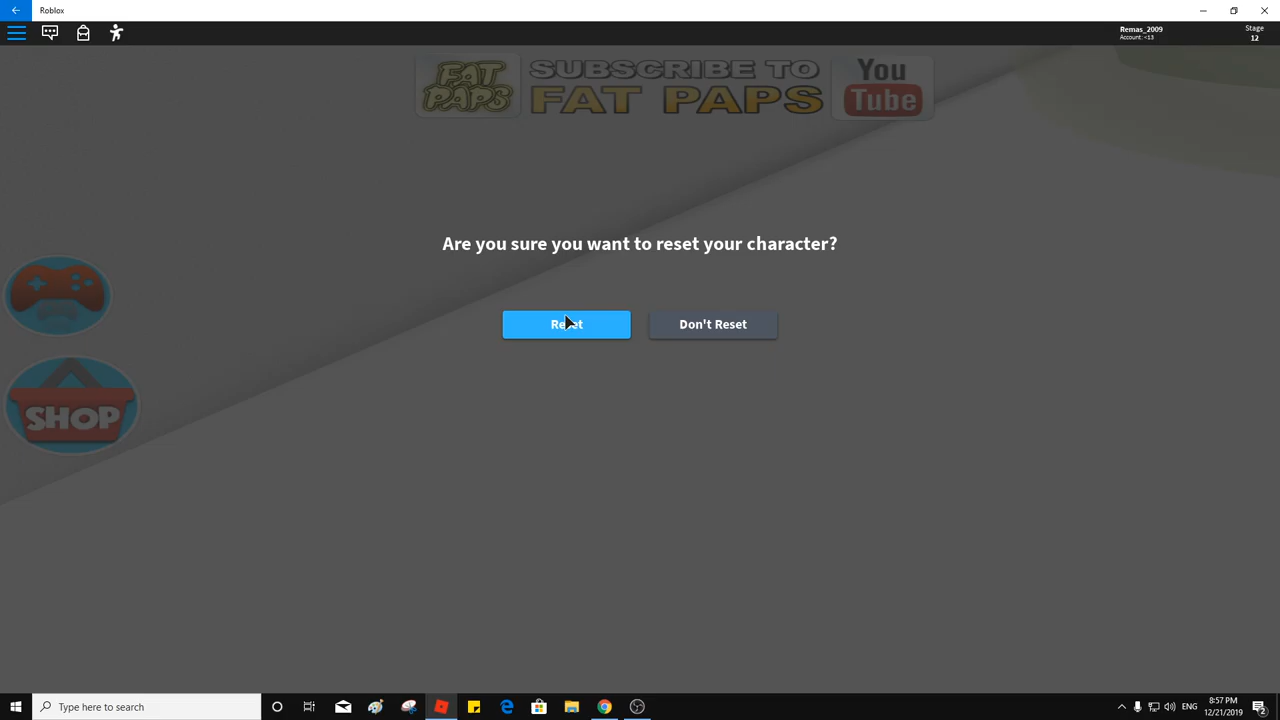 Roblox
Remas_2009
Account: <13
Stage
12
FAT
PAPS
SUBSCRIBE TO
FAT PAPS
You
Tube
Are you sure you want to reset your character?
Reset
Don't Reset
SHOP
Type here to search
ENG
8:57 PM
12/21/2019
2